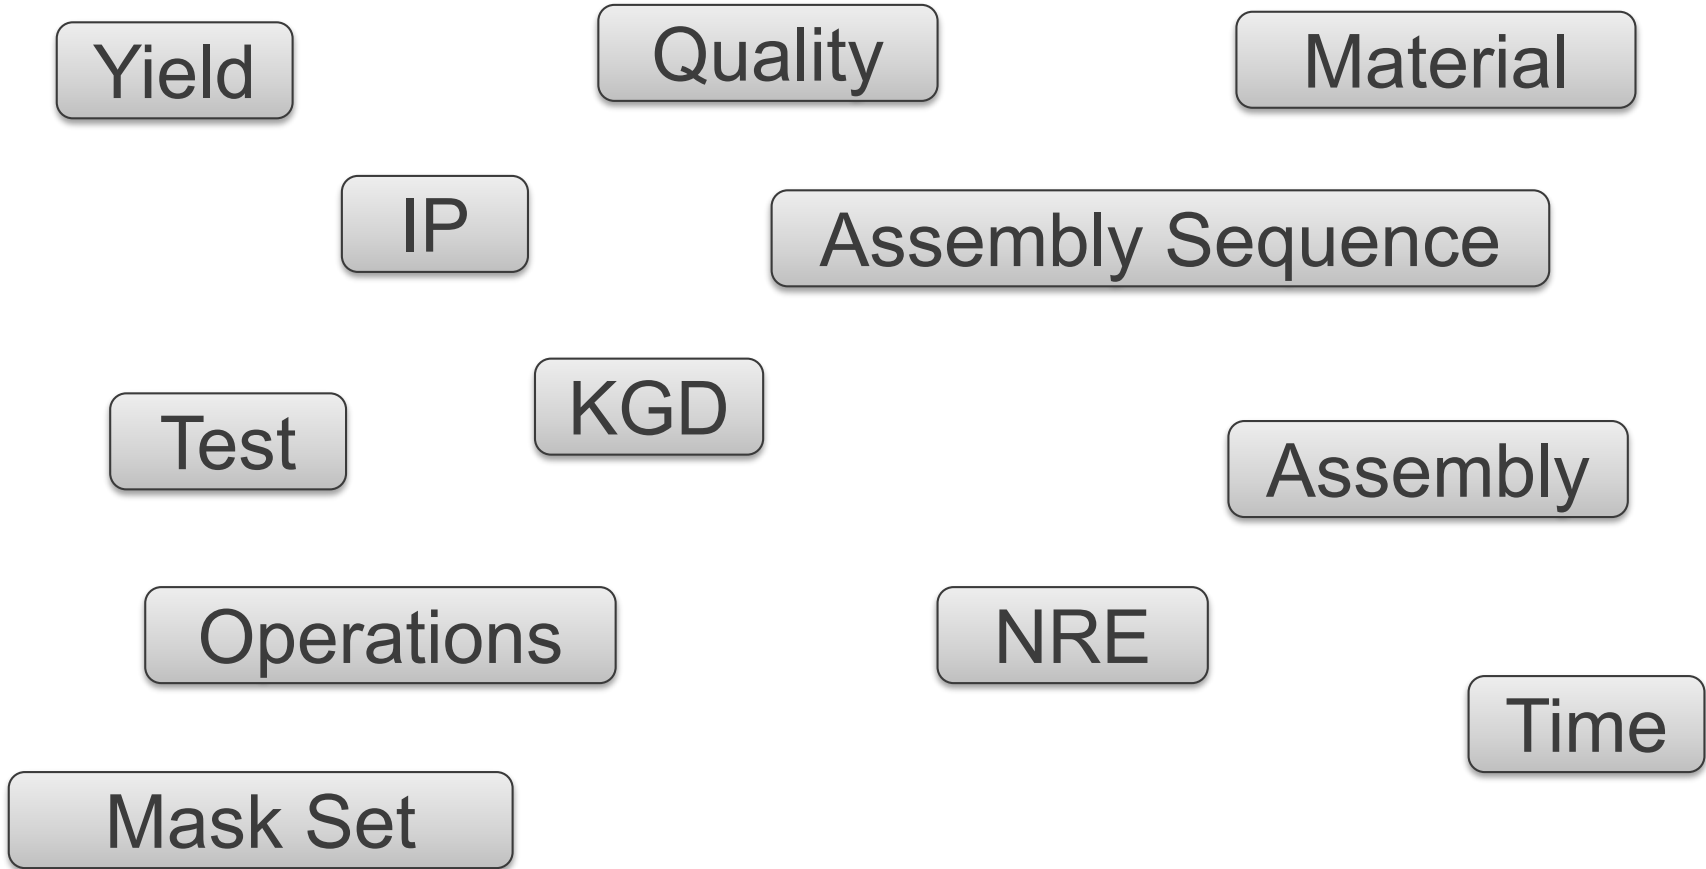 Yield
Quality
Material
IP
Assembly Sequence
KGD
Test
Assembly
Operations
NRE
Time
Mask Set